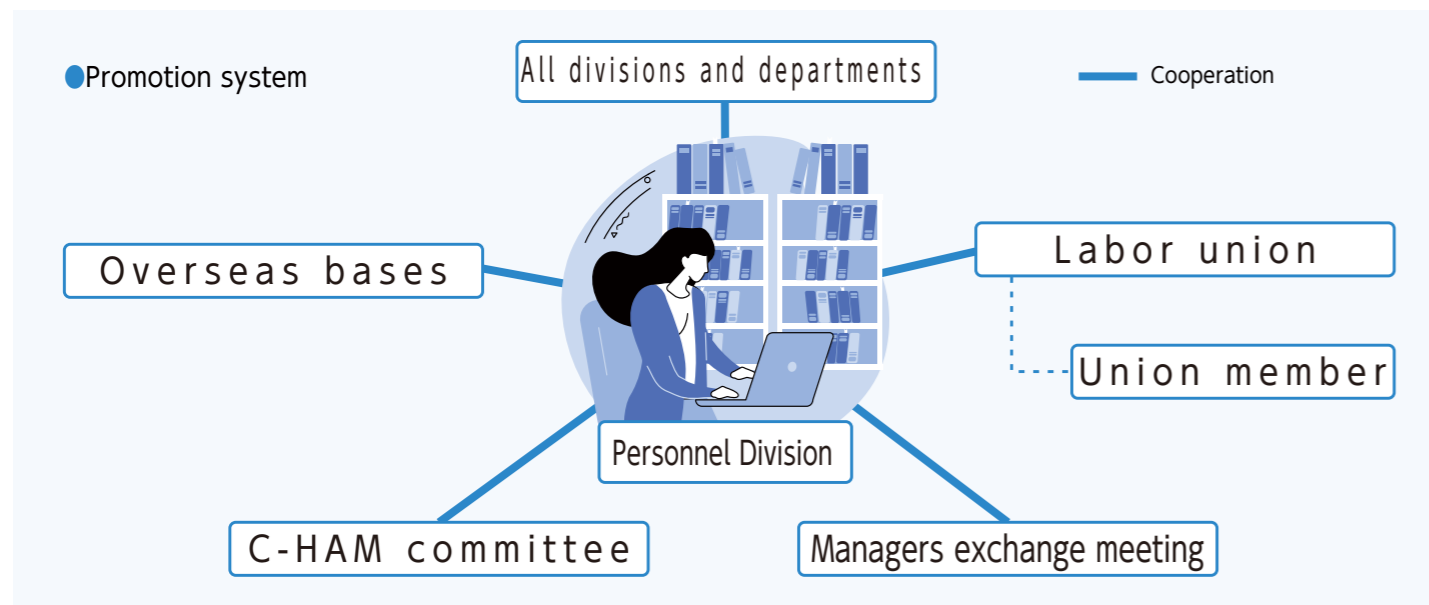 ●Promotion system
All divisions and departments
Cooperation
Overseas bases
Labor union
Union member
Personnel Division
C-HAM committee
Managers exchange meeting